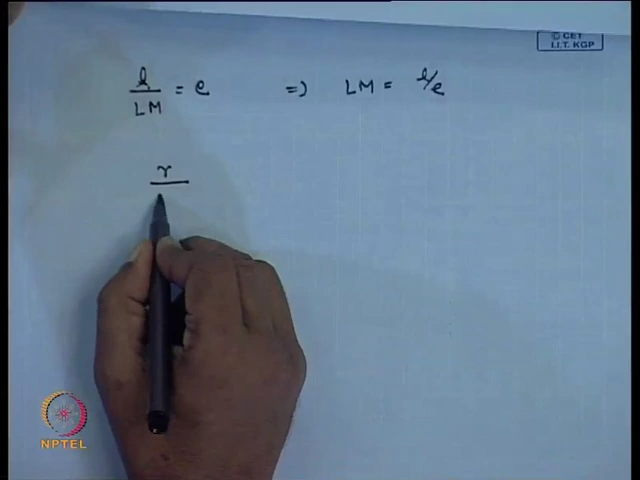 © CET
I.I.T. KGP
l/LM = e => LM = l/e
r
NPTEL